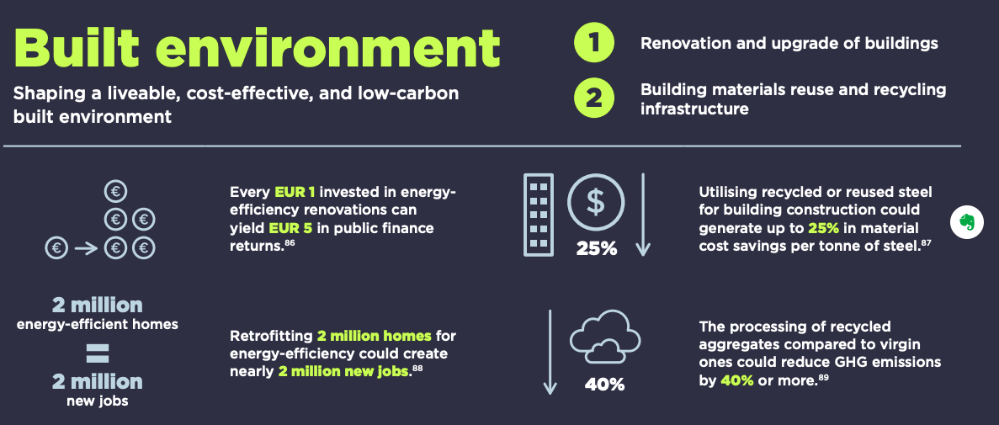 Built environment
Shaping a liveable, cost-effective, and low-carbon
built environment
1
Renovation and upgrade of buildings
2
Building materials reuse and recycling
infrastructure
€
€
€
€
€
€
Every EUR 1 invested in energy-
efficiency renovations can
yield EUR 5 in public finance
returns.⁸⁶
$
25%
Utilising recycled or reused steel
for building construction could
generate up to 25% in material
cost savings per tonne of steel.⁸⁷
2 million
energy-efficient homes
=
2 million
new jobs
Retrofitting 2 million homes for
energy-efficiency could create
nearly 2 million new jobs.⁸⁸
40%
The processing of recycled
aggregates compared to virgin
ones could reduce GHG emissions
by 40% or more.⁸⁹